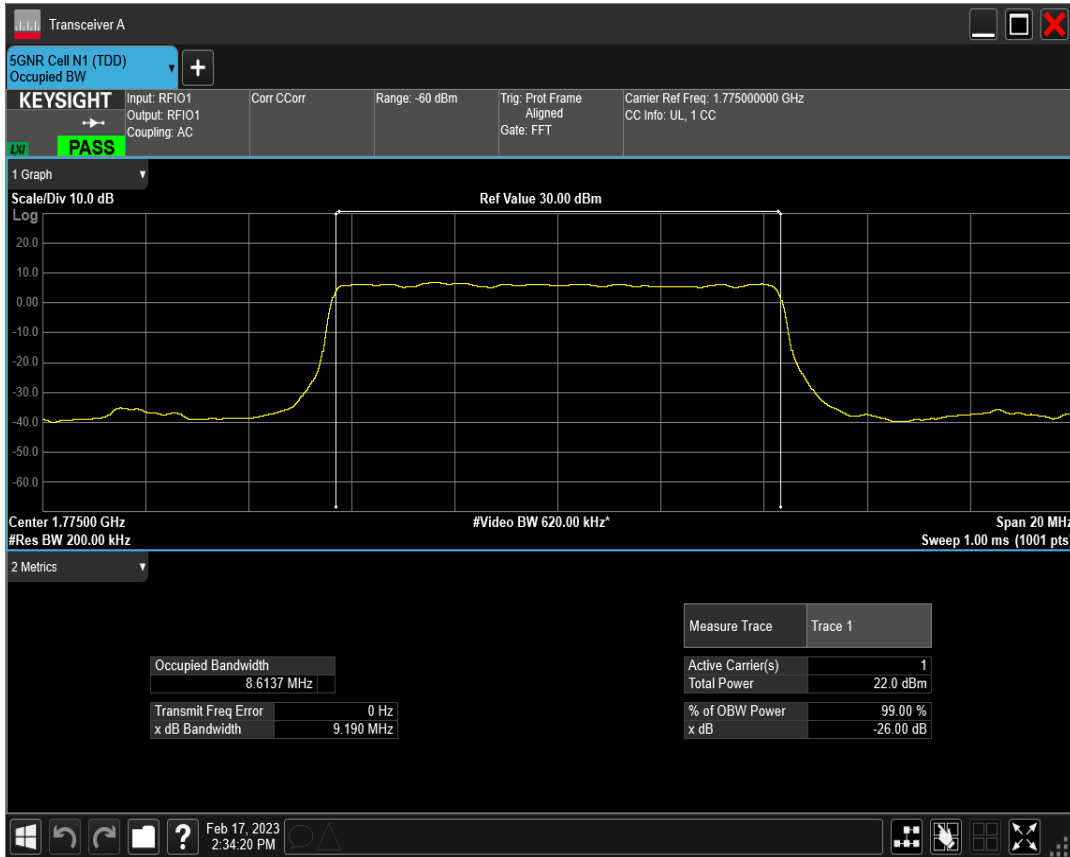 Transceiver A
5GNR Cell N1 (TDD)
Occupied BW
+
KEYSIGHT
LXI
PASS
Input: RFIO1
Output: RFIO1
Coupling: AC
Corr CCorr
Range: -60 dBm
Trig: Prot Frame
Aligned
Gate: FFT
Carrier Ref Freq: 1.775000000 GHz
CC Info: UL, 1 CC
1 Graph
Scale/Div 10.0 dB
Ref Value 30.00 dBm
Log
20.0
10.0
0.00
-10.0
-20.0
-30.0
-40.0
-50.0
-60.0
Center 1.77500 GHz
#Video BW 620.00 kHz*
Span 20 MHz
#Res BW 200.00 kHz
Sweep 1.00 ms (1001 pts)
2 Metrics
Measure Trace Trace 1
Occupied Bandwidth
8.6137 MHz
Active Carrier(s) 1
Total Power 22.0 dBm
Transmit Freq Error 0 Hz
x dB Bandwidth 9.190 MHz
% of OBW Power 99.00 %
x dB -26.00 dB
?
Feb 17, 2023
2:34:20 PM